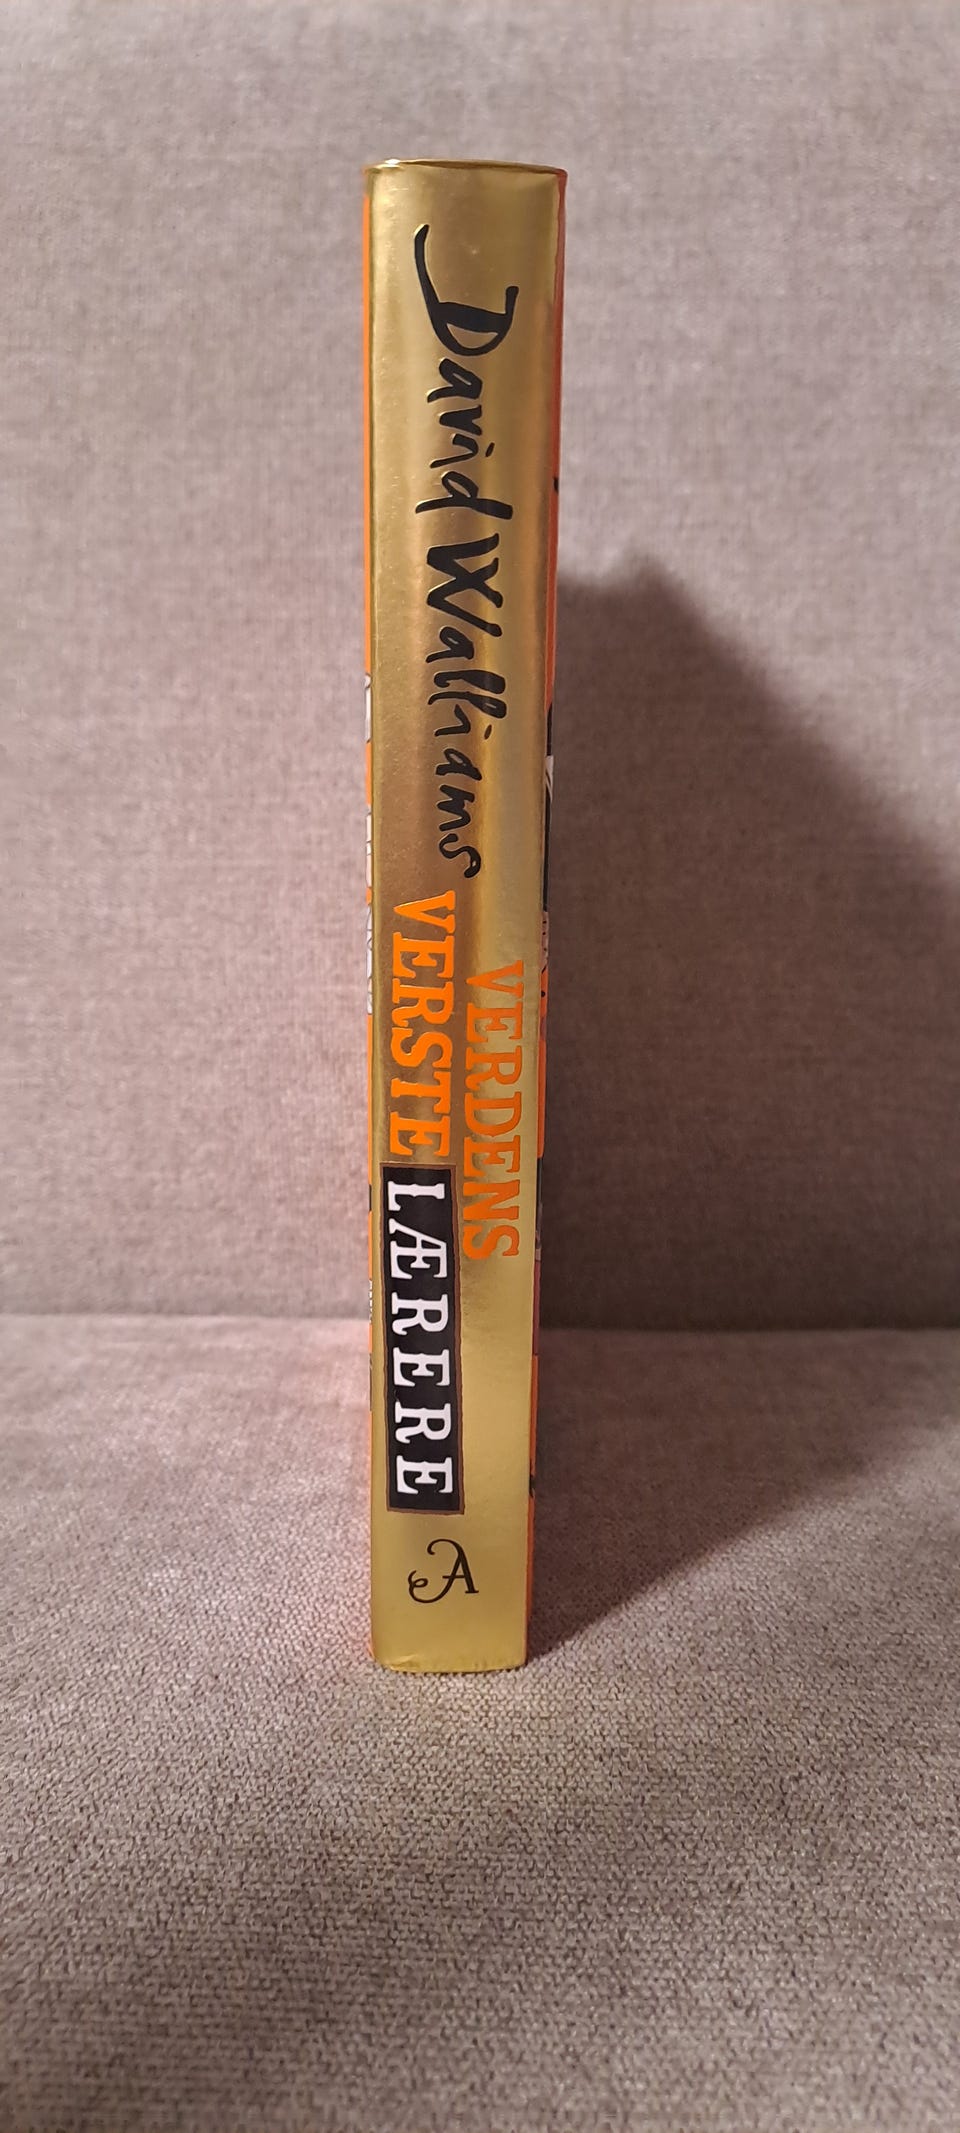 David Walliams
VERDENS
VERSTE
LÆRERE
A